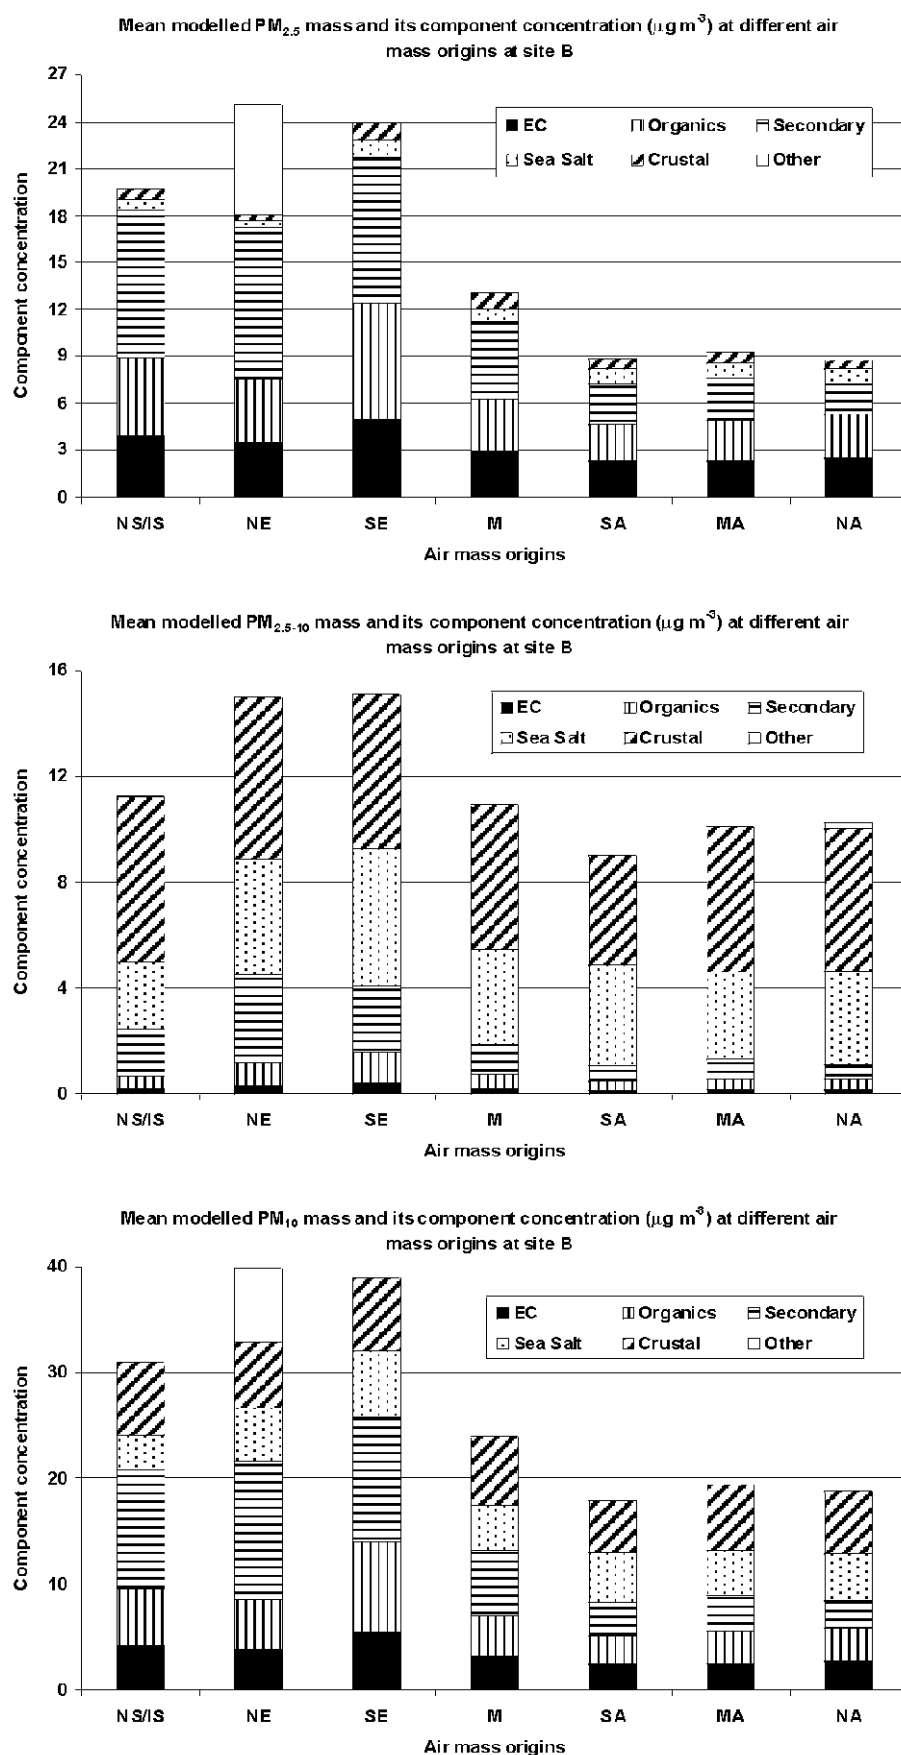 Mean modelled PM2.5 mass and its component concentration (µg m-3) at different air
mass origins at site B
27
24
21
18
15
12
9
6
3
0
Component concentration
EC Organics Secondary
Sea Salt Crustal Other
NS/IS NE SE M SA MA NA
Air mass origins
Mean modelled PM2.5-10 mass and its component concentration (µg m-3) at different air
mass origins at site B
16
12
8
4
0
Component concentration
EC Organics Secondary
Sea Salt Crustal Other
NS/IS NE SE M SA MA NA
Air mass origins
Mean modelled PM10 mass and its component concentration (µg m-3) at different air
mass origins at site B
40
30
20
10
0
Component concentration
EC Organics Secondary
Sea Salt Crustal Other
NS/IS NE SE M SA MA NA
Air mass origins